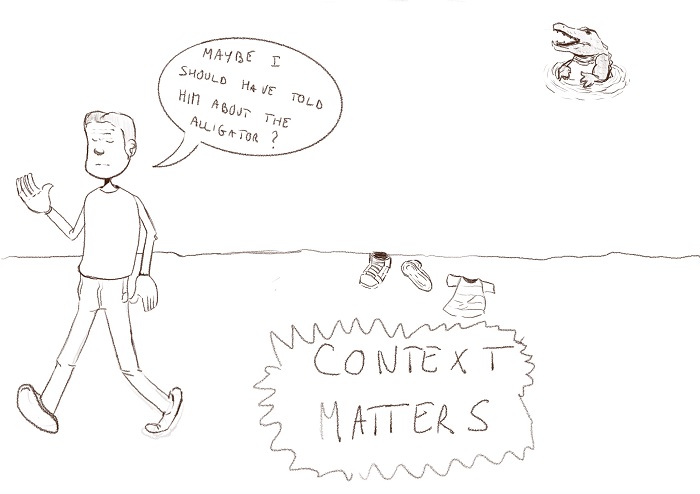 MAYBE I
SHOULD HAVE TOLD
HIM ABOUT THE
ALLIGATOR?
CONTEXT
MATTERS